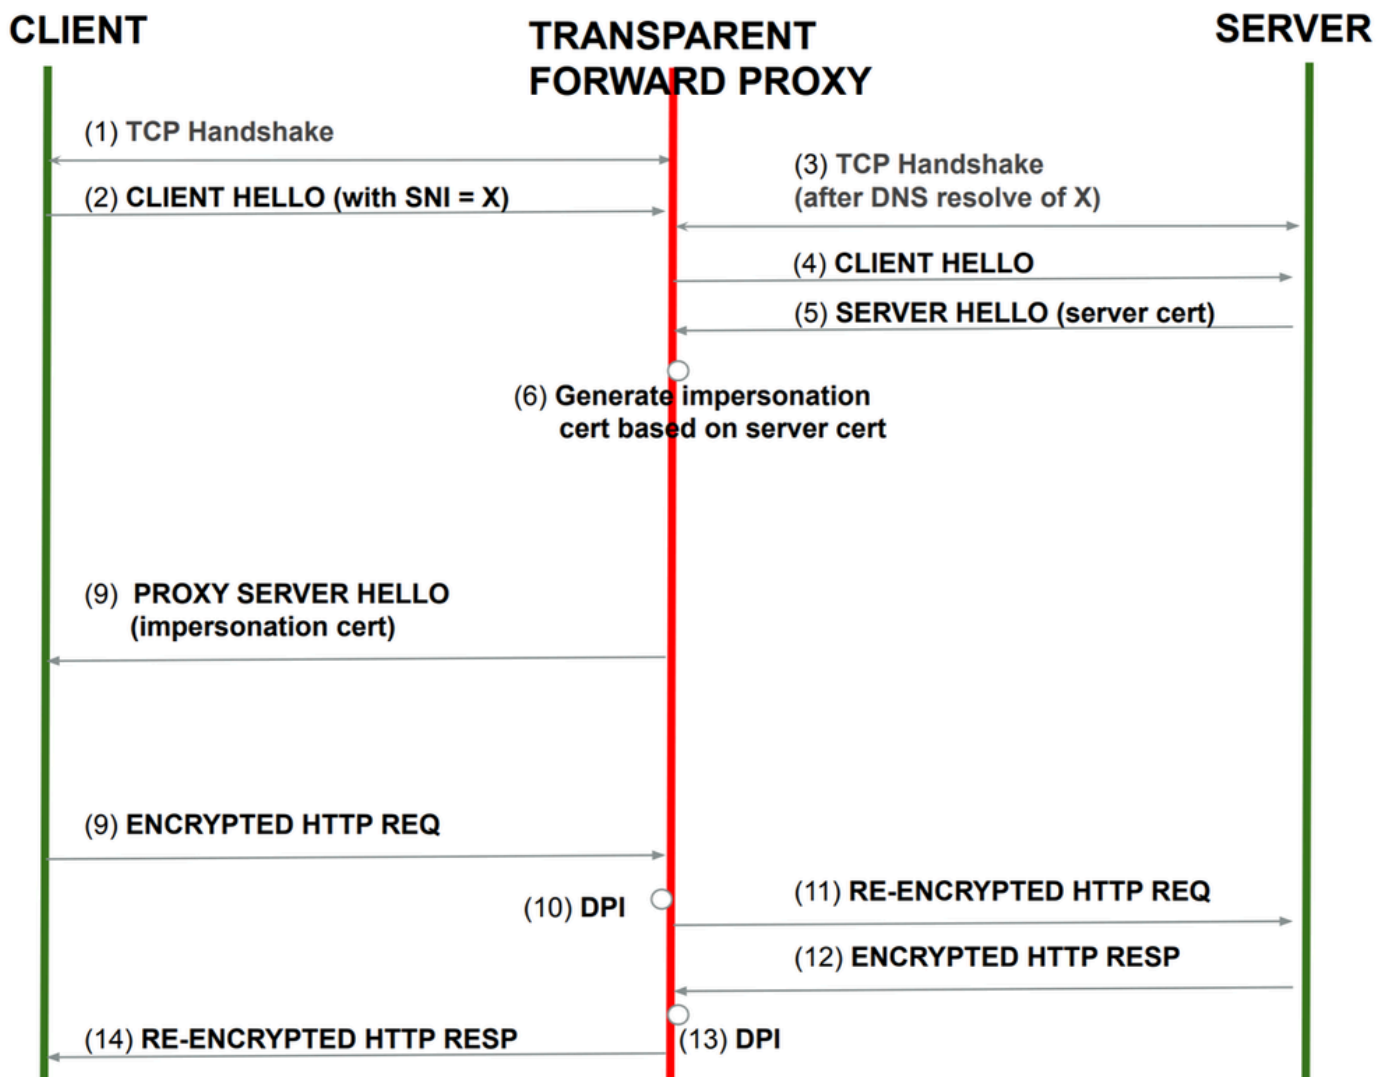 CLIENT
TRANSPARENT
FORWARD PROXY
SERVER
(1) TCP Handshake
(2) CLIENT HELLO (with SNI = X)
(3) TCP Handshake
(after DNS resolve of X)
(4) CLIENT HELLO
(5) SERVER HELLO (server cert)
(6) Generate impersonation
cert based on server cert
(9) PROXY SERVER HELLO
(impersonation cert)
(9) ENCRYPTED HTTP REQ
(10) DPI
(11) RE-ENCRYPTED HTTP REQ
(12) ENCRYPTED HTTP RESP
(13) DPI
(14) RE-ENCRYPTED HTTP RESP